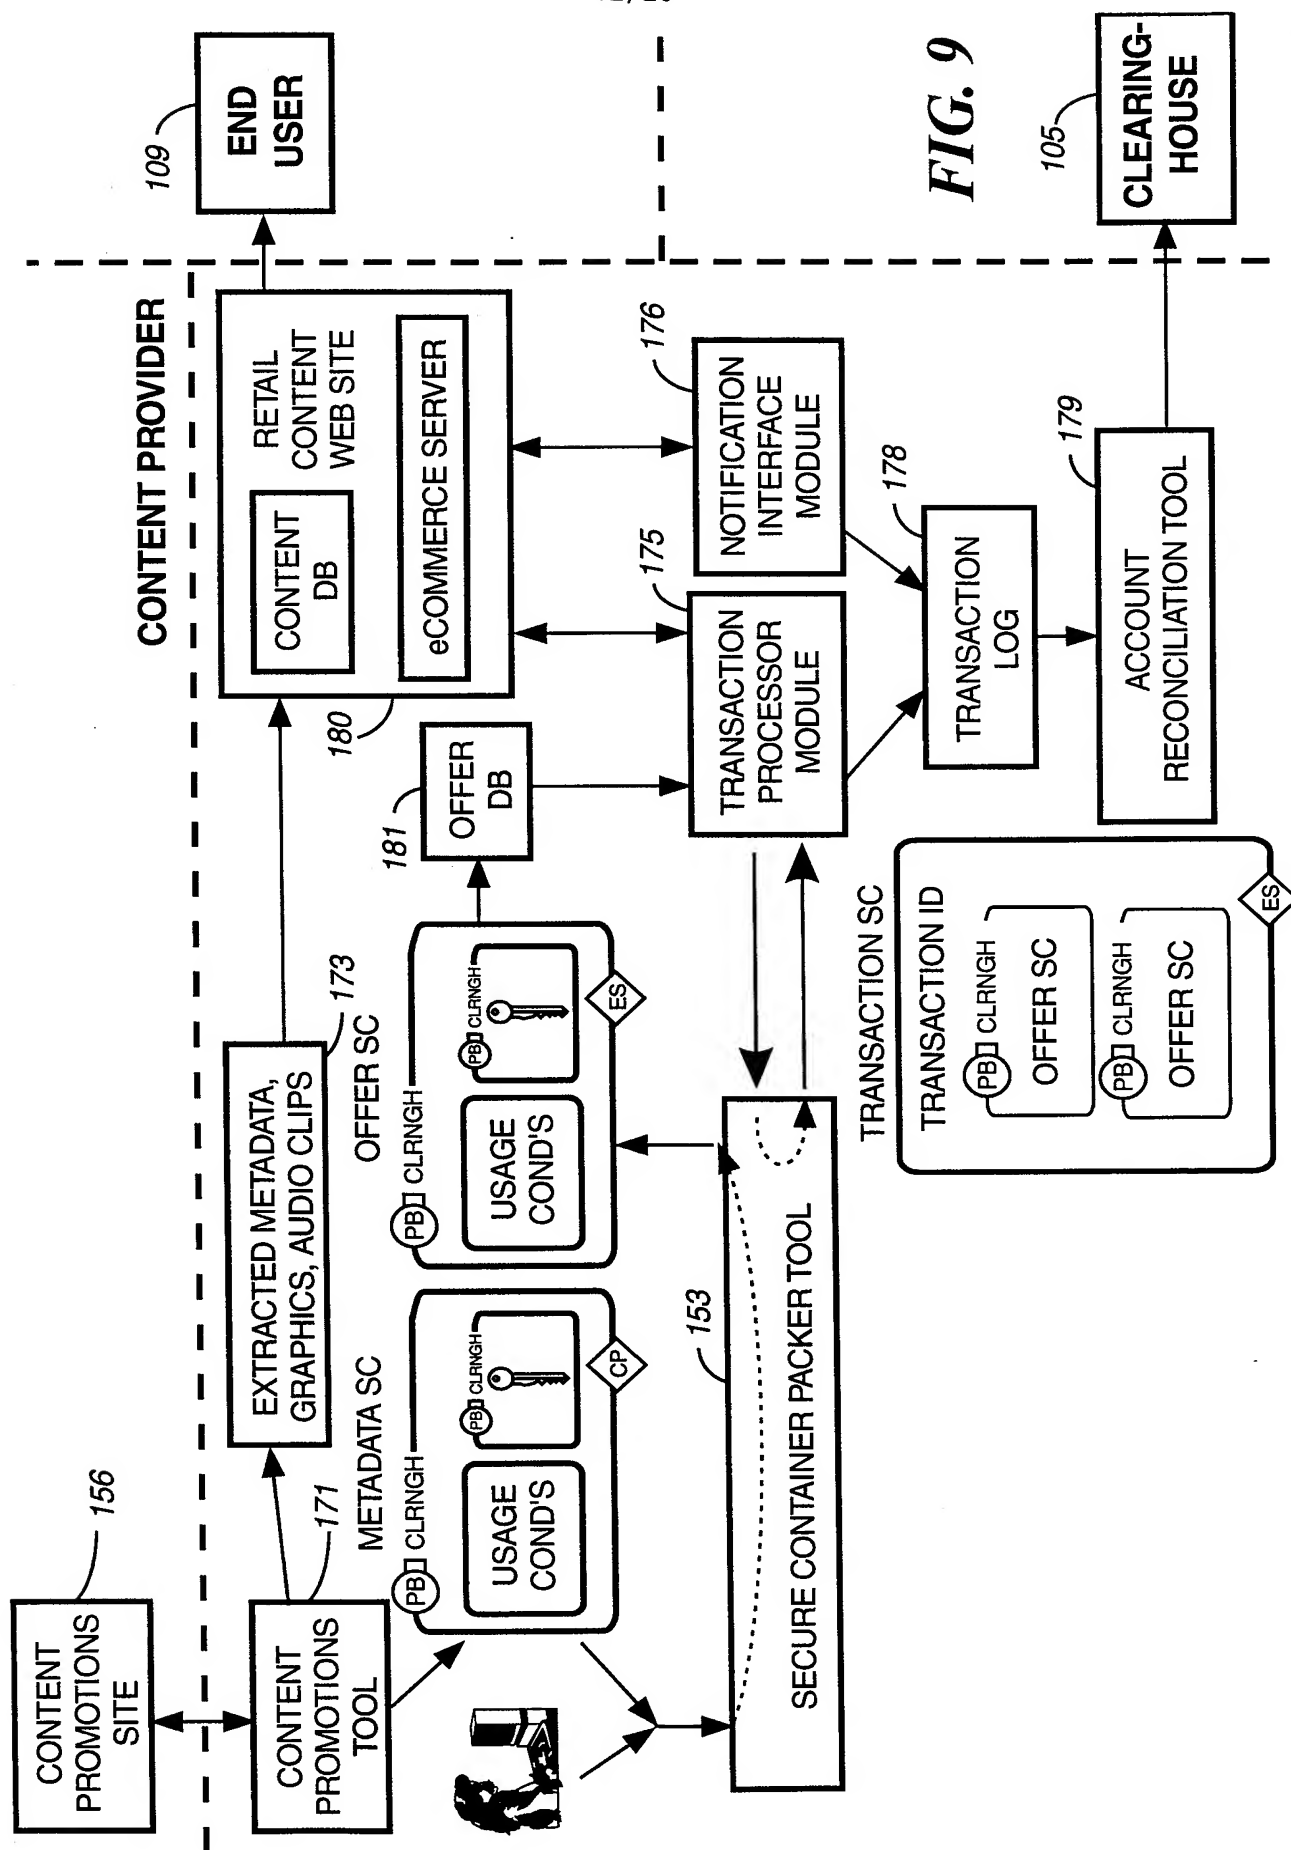 CONTENT
PROMOTIONS
SITE
156
CONTENT PROVIDER
END
USER
109
CONTENT
PROMOTIONS
TOOL
171
EXTRACTED METADATA,
GRAPHICS, AUDIO CLIPS
173
RETAIL
CONTENT
WEB SITE
CONTENT
DB
eCOMMERCE SERVER
180
METADATA SC
PB CLRNGH
USAGE
COND'S
PB CLRNGH
CP
OFFER SC
PB CLRNGH
USAGE
COND'S
PB CLRNGH
ES
181
OFFER
DB
153
SECURE CONTAINER PACKER TOOL
175
TRANSACTION
PROCESSOR
MODULE
176
NOTIFICATION
INTERFACE
MODULE
178
TRANSACTION
LOG
TRANSACTION SC
TRANSACTION ID
PB CLRNGH
OFFER SC
PB CLRNGH
OFFER SC
ES
179
ACCOUNT
RECONCILIATION TOOL
FIG. 9
105
CLEARING-
HOUSE